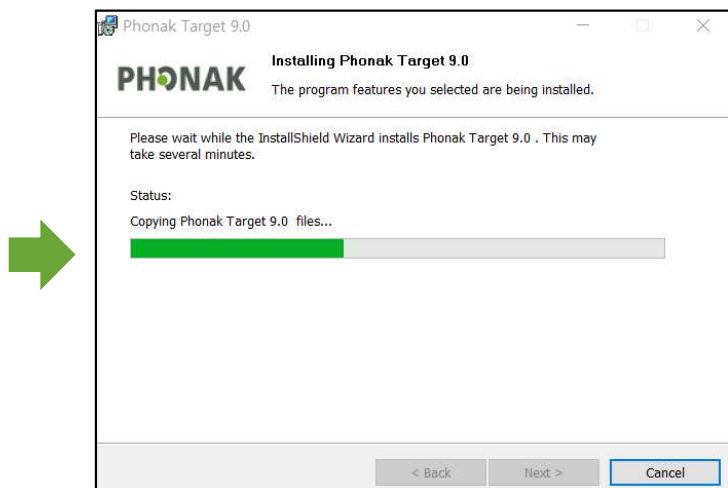 Phonak Target 9.0
PHONAK
Installing Phonak Target 9.0
The program features you selected are being installed.
Please wait while the InstallShield Wizard installs Phonak Target 9.0 . This may
take several minutes.
Status:
Copying Phonak Target 9.0  files...
< Back
Next >
Cancel